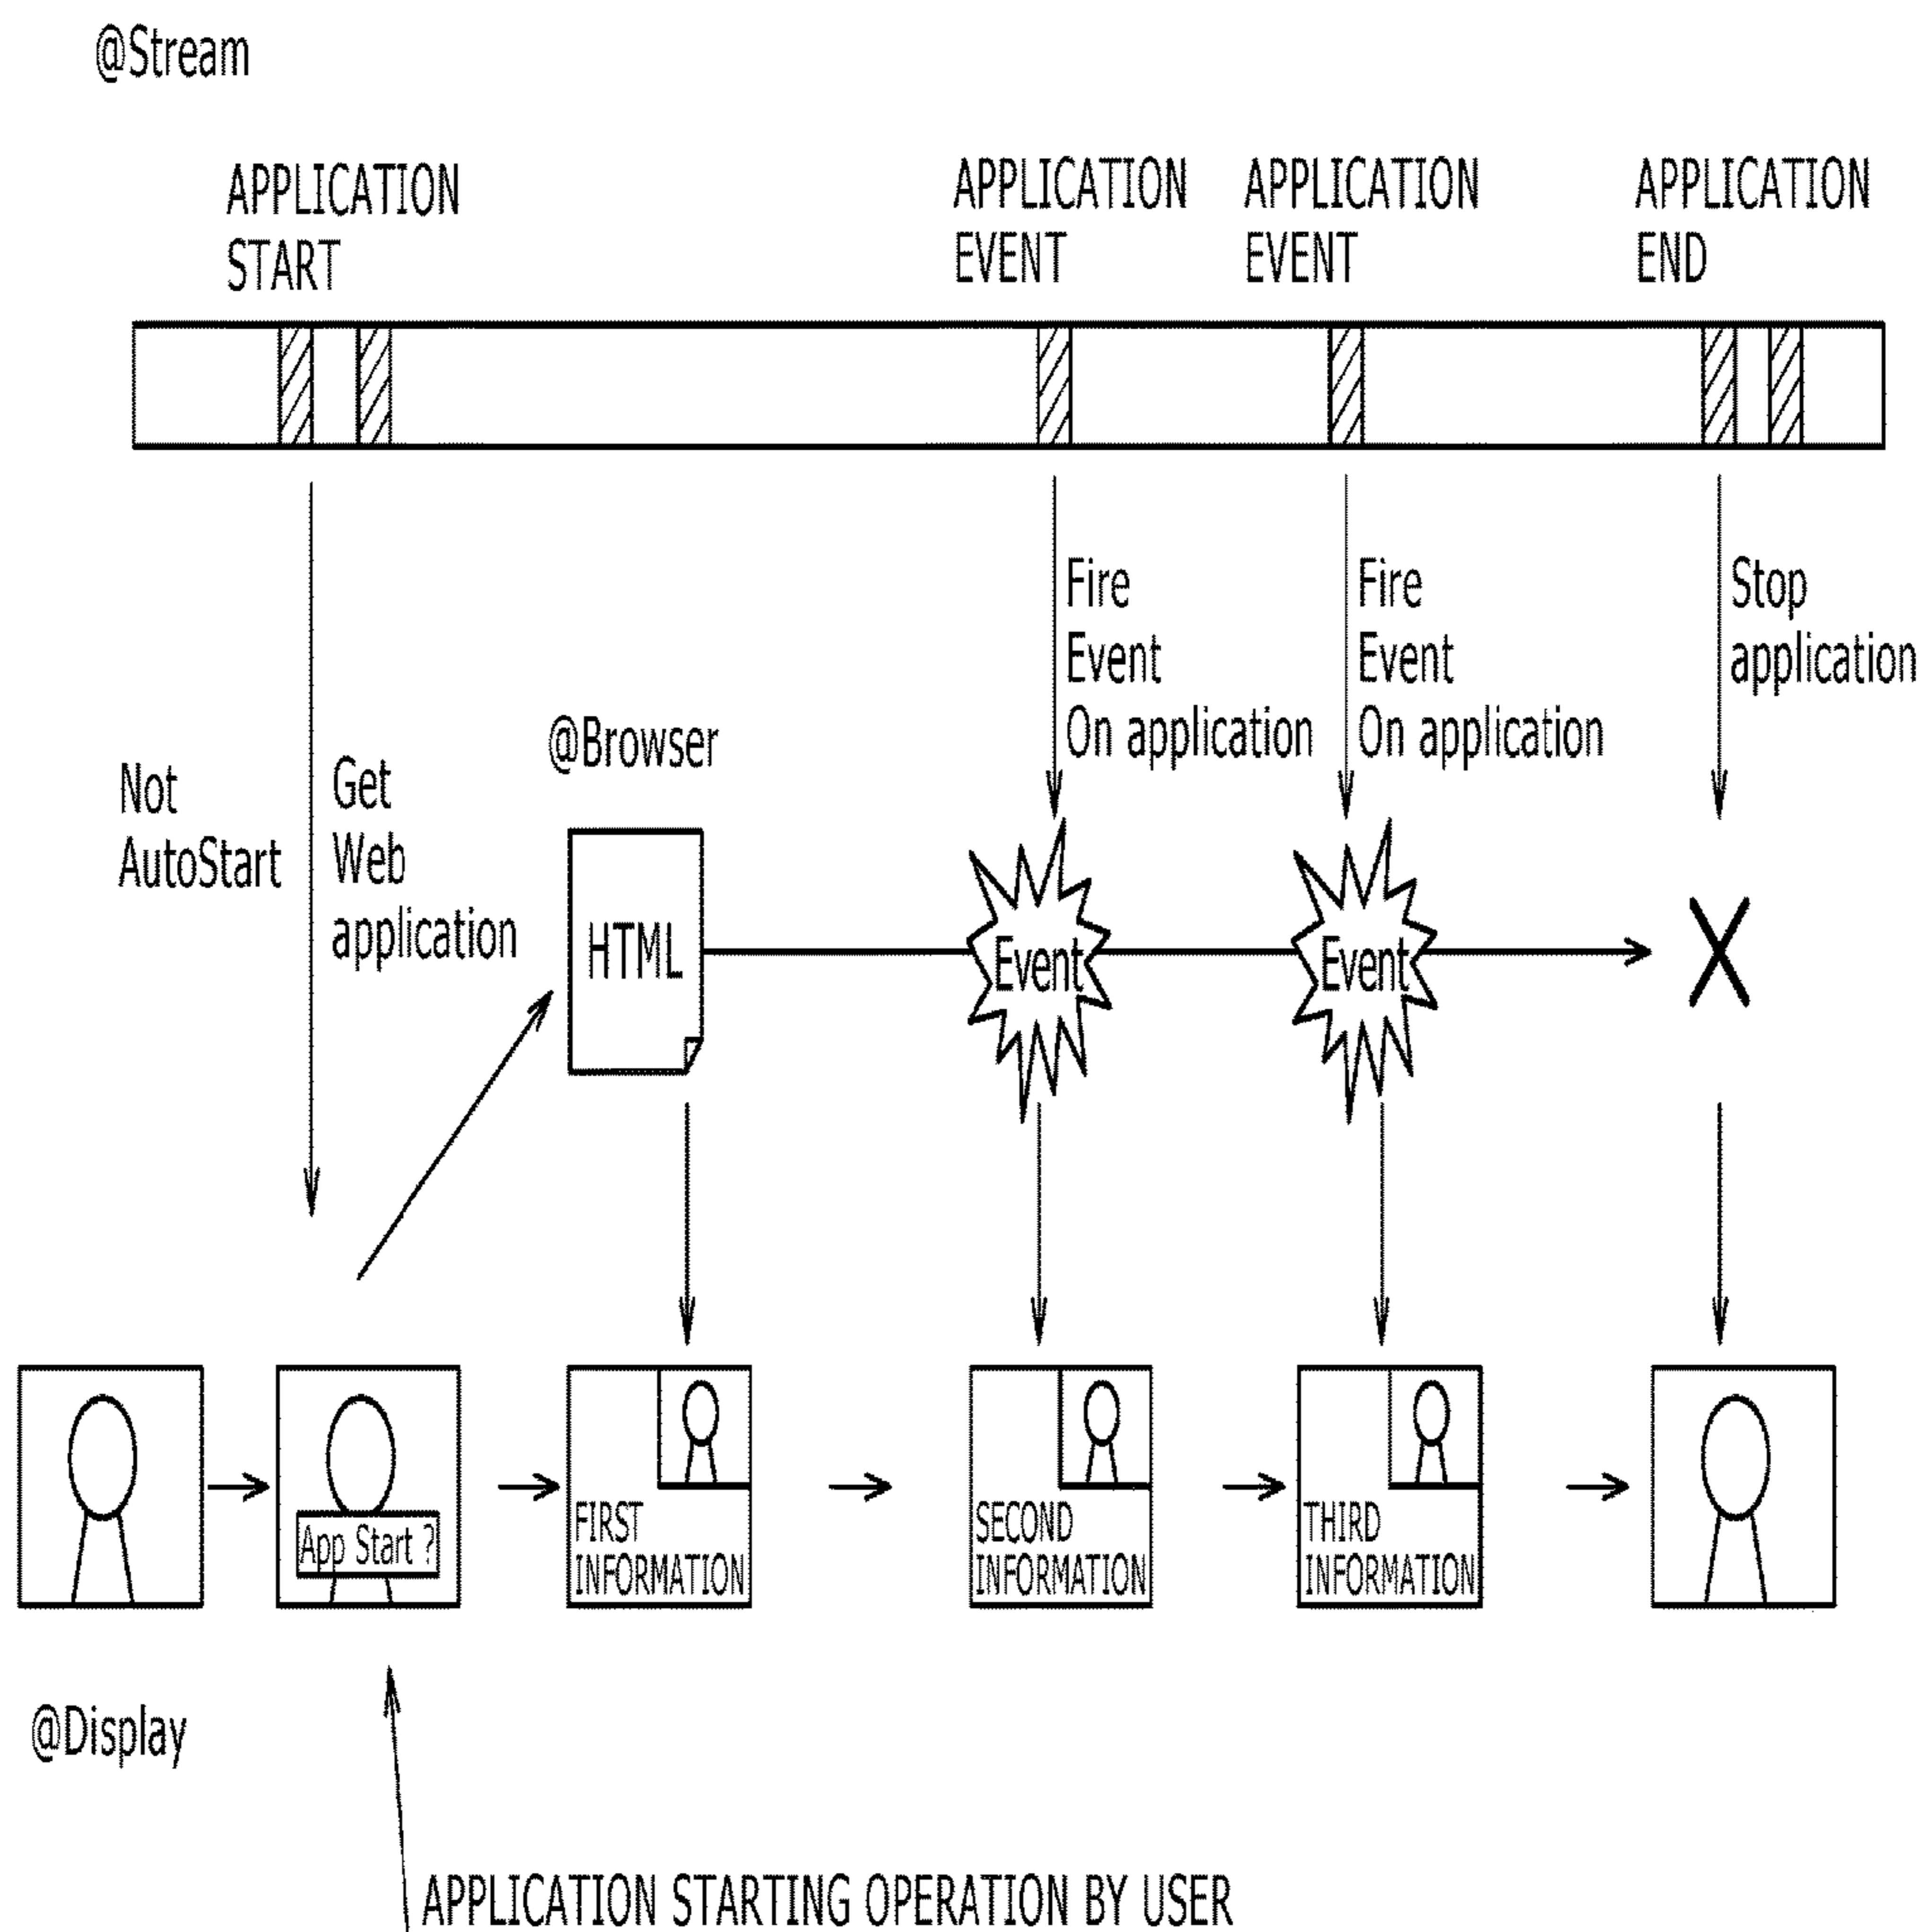 @Stream
APPLICATION
START
APPLICATION
EVENT
APPLICATION
EVENT
APPLICATION
END
Fire
Event
On application
Fire
Event
On application
Stop
application
Not
AutoStart
Get
Web
application
@Browser
HTML
Event
Event
App Start ?
FIRST
INFORMATION
SECOND
INFORMATION
THIRD
INFORMATION
@Display
APPLICATION STARTING OPERATION BY USER